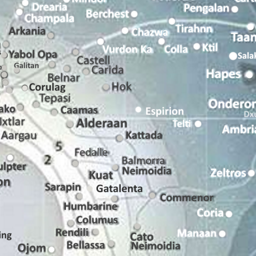 Drearia
Champala
Berchest
Pengalan
Arkania
Chazwa
Tirahnn
Taan
Vurdon Ka
Colla
Ktil
Yabol Opa
Castell
Galitan
Carida
Belnar
Hapes
Corulag
Hok
Tepasi
Caamas
Espirion
Onderon
Alderaan
Telti
Ambria
Aargau
Kattada
5
2
Fedalle
Balmorra
Neimoidia
Kuat
Zeltros
Sarapin
Gatalenta
Commenor
Humbarine
Coria
Columus
Rendili
Cato
Neimoidia
Manaan
Ojom
Bellassa